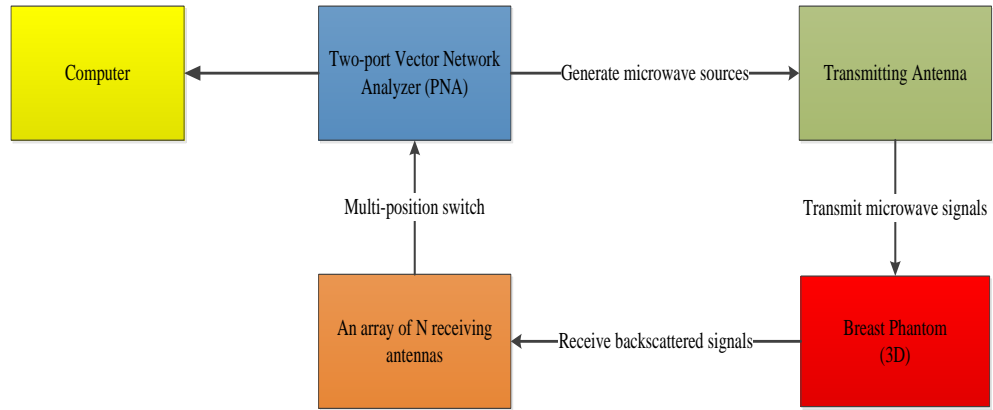 Computer
Two-port Vector Network
Analyzer (PNA)
Generate microwave sources
Transmitting Antenna
Multi-position switch
Transmit microwave signals
An array of N receiving
antennas
Receive backscattered signals
Breast Phantom
(3D)